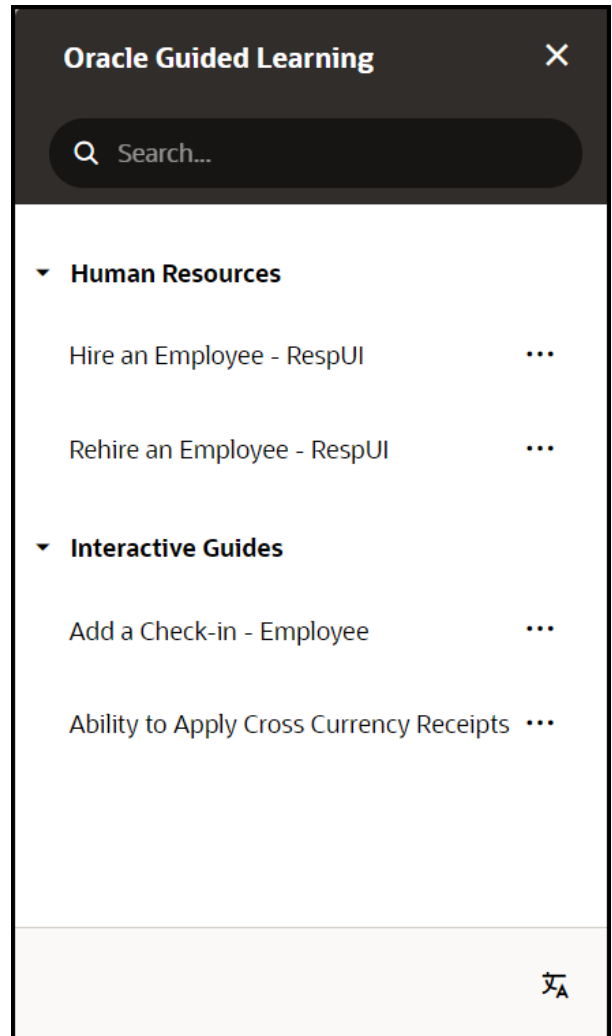 Oracle Guided Learning
Search...
Human Resources
Hire an Employee - RespUI
Rehire an Employee - RespUI
Interactive Guides
Add a Check-in - Employee
Ability to Apply Cross Currency Receipts